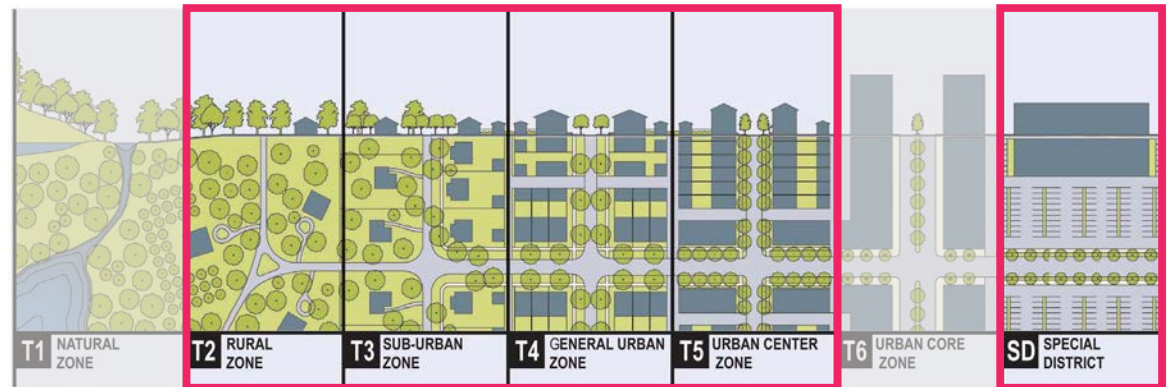 T1 NATURAL
ZONE
T2 RURAL
ZONE
T3 SUB-URBAN
ZONE
T4 GENERAL URBAN
ZONE
T5 URBAN CENTER
ZONE
T6 URBAN CORE
ZONE
SD SPECIAL
DISTRICT